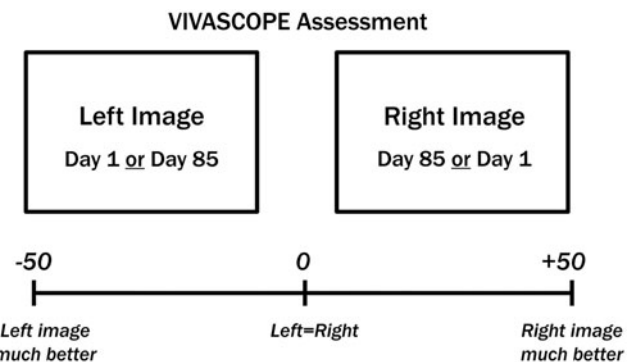 VIVASCOPE Assessment
Left Image
Day 1 or Day 85
Right Image
Day 85 or Day 1
-50
0
+50
Left image
much better
Left=Right
Right image
much better